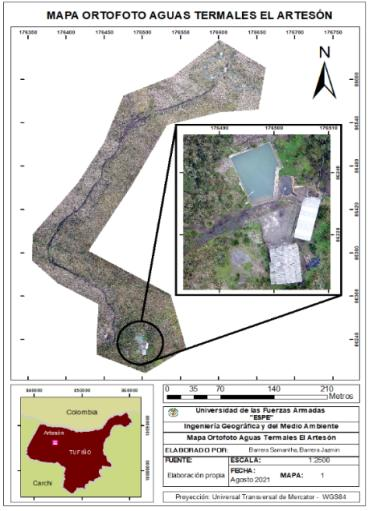 MAPA ORTOFOTO AGUAS TERMALES EL ARTESÓN
176350 176400 176450 176500 176550 176600 176650 176700 176750
N
176490 176500 176510
0 35 70 140 210
Metros
Colombia
Artesón
TUFIÑO
Carchi
Universidad de las Fuerzas Armadas
"ESPE"
Ingeniería Geográfica y del Medio Ambiente
Mapa Ortofoto Aguas Termales El Artesón
ELABORADO POR: Barrera Samantha, Barrera Jazmin
FUENTE: ESCALA: 1:2500
Elaboración propia
FECHA:
Agosto 2021
MAPA: 1
Proyección: Universal Transversal de Mercator - WGS84